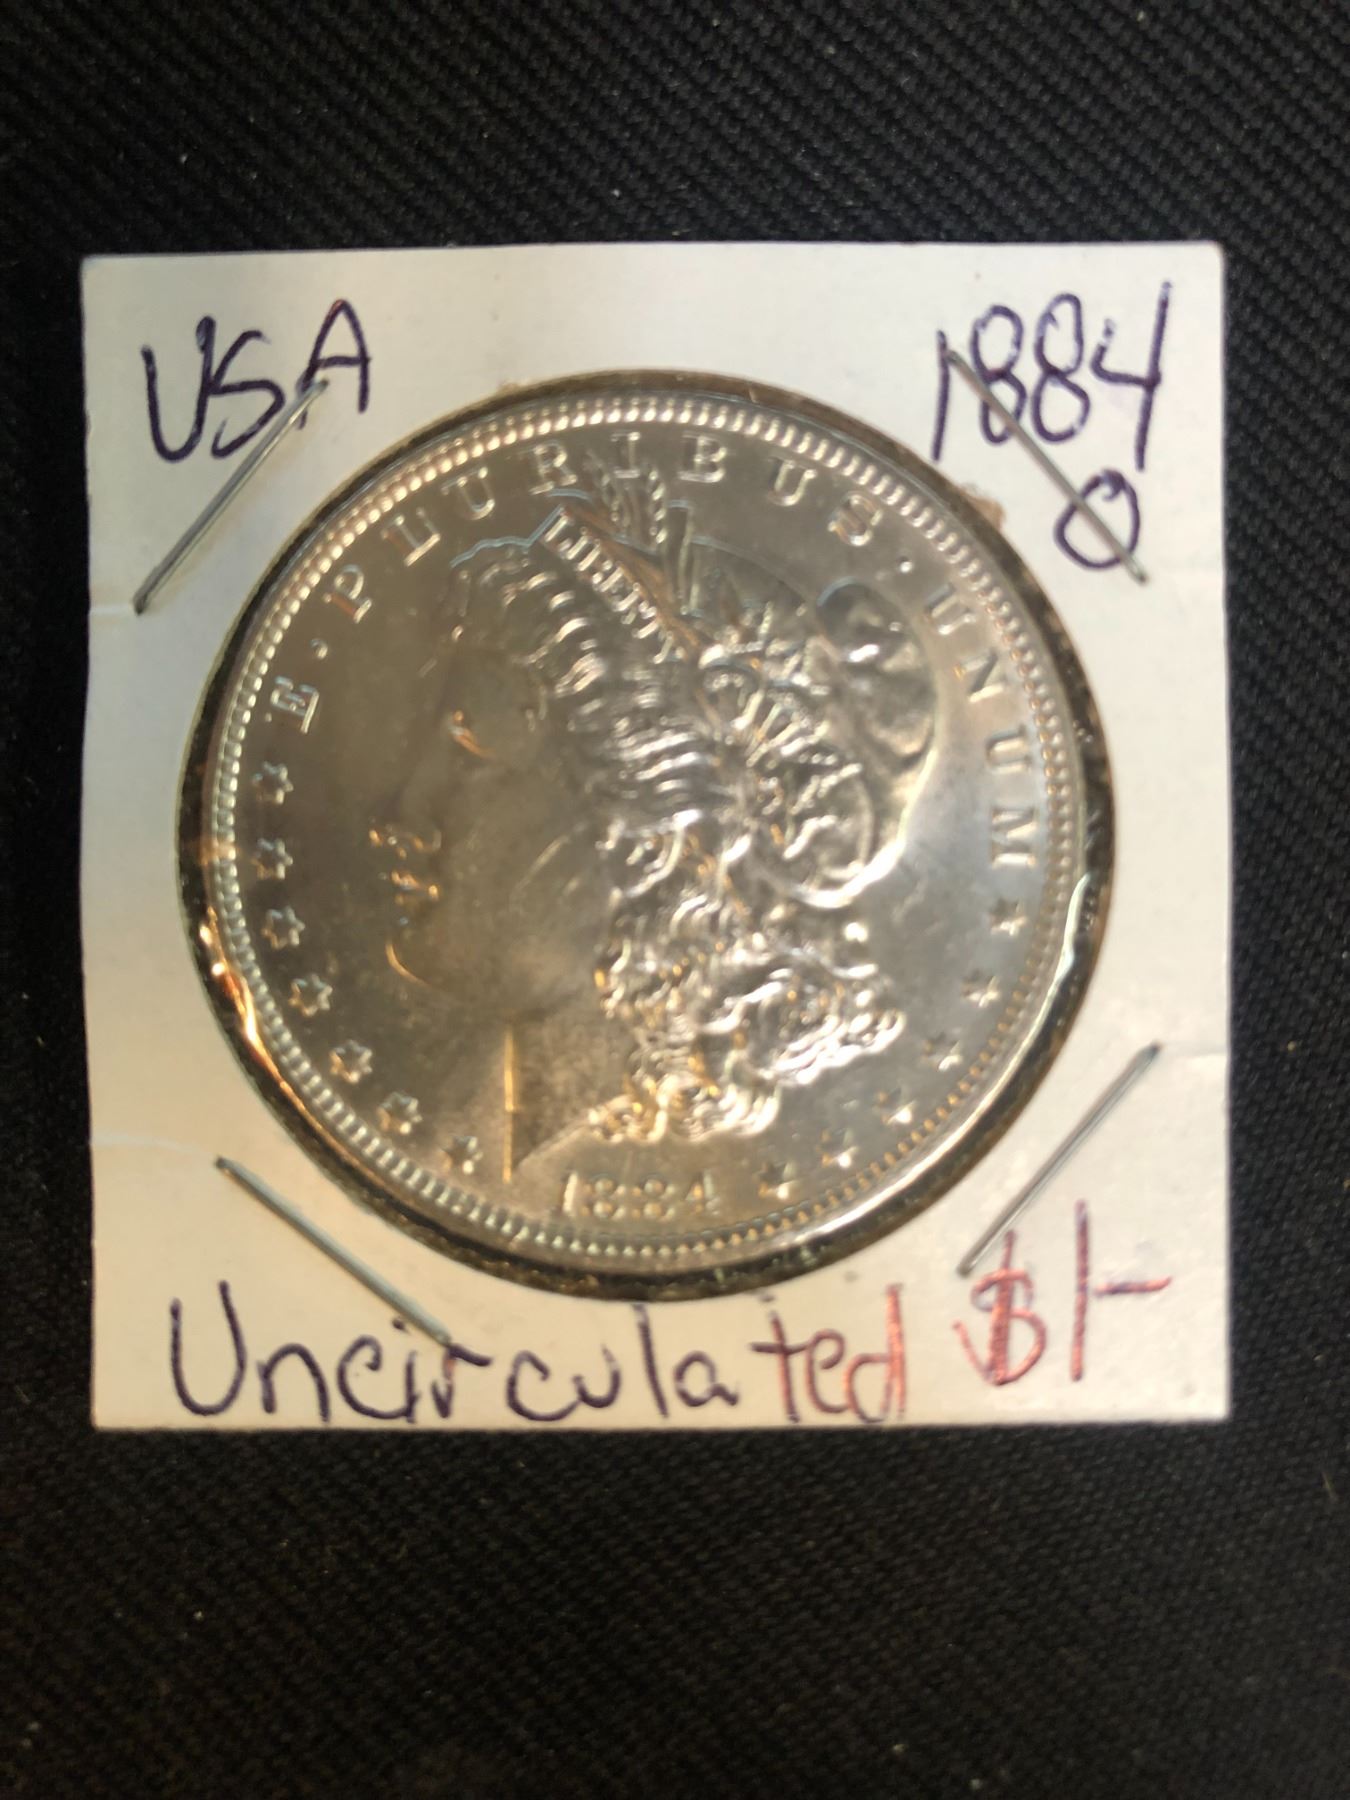 USA
1884
O
E · PLURIBUS · UNUM
LIBERTY
1884
Uncirculated $1-